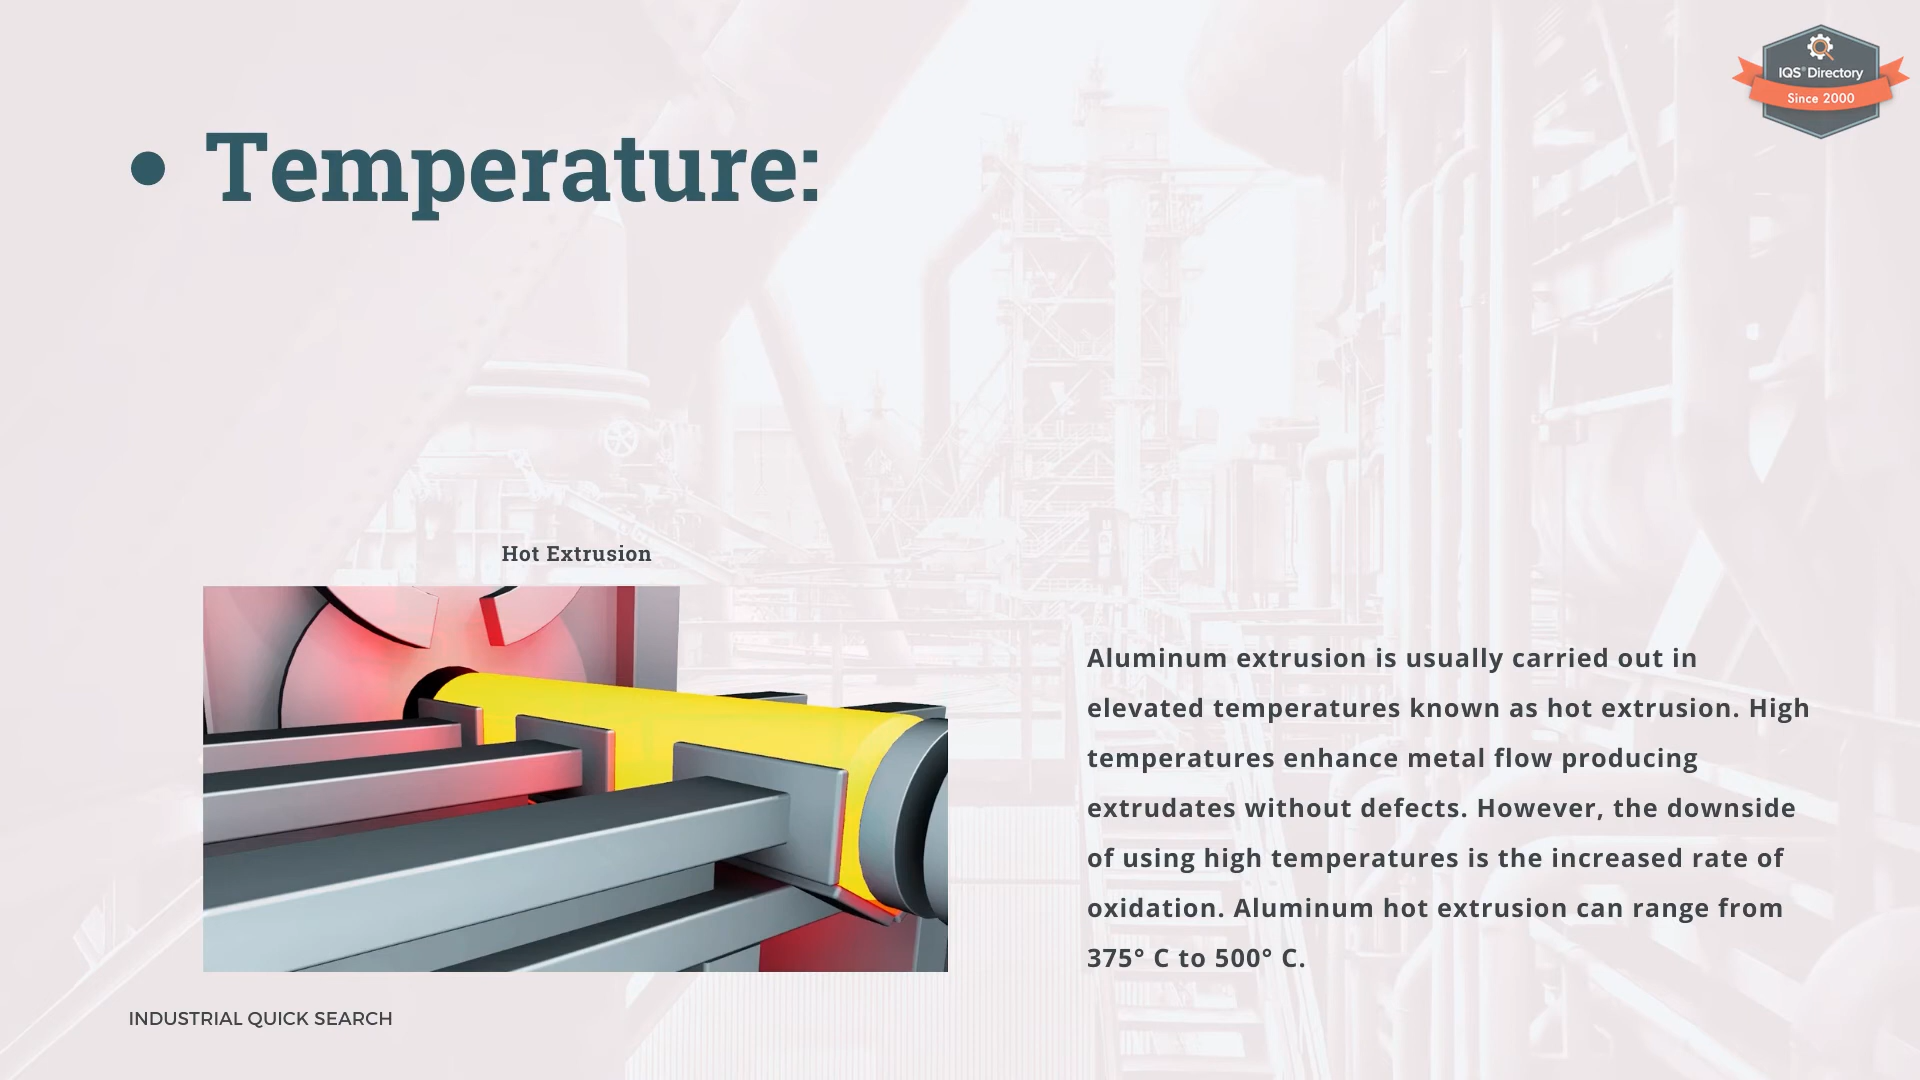 IQS® Directory
Since 2000
• Temperature:
Hot Extrusion
Aluminum extrusion is usually carried out in
elevated temperatures known as hot extrusion. High
temperatures enhance metal flow producing
extrudates without defects. However, the downside
of using high temperatures is the increased rate of
oxidation. Aluminum hot extrusion can range from
375° C to 500° C.
INDUSTRIAL QUICK SEARCH